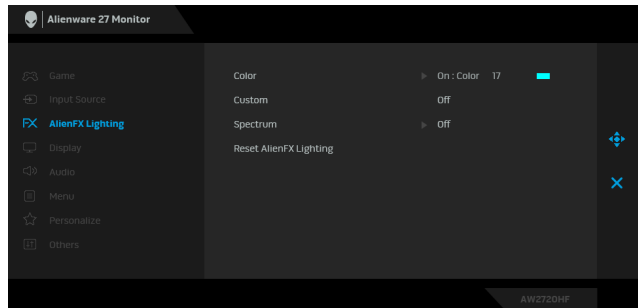 Alienware 27 Monitor
Game
Input Source
FX AlienFX Lighting
Display
Audio
Menu
Personalize
Others
Color On : Color 17
Custom Off
Spectrum Off
Reset AlienFX Lighting
AW2720HF